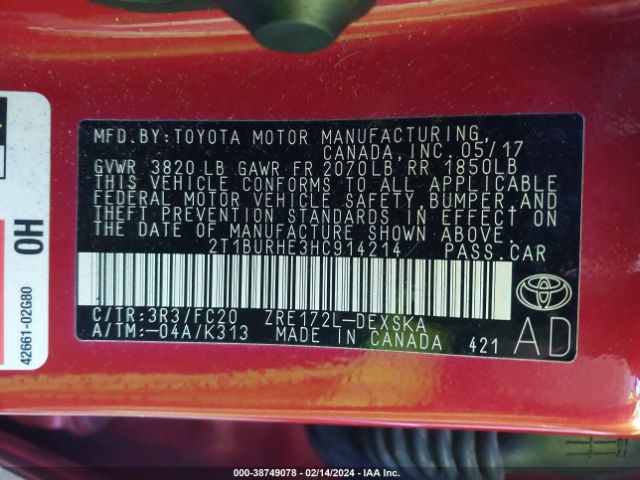 MFD.BY:TOYOTA MOTOR MANUFACTURING,
CANADA,INC.05/17
GVWR 3820LB GAWR FR 2070LB RR 1850LB
THIS VEHICLE CONFORMS TO ALL APPLICABLE
FEDERAL MOTOR VEHICLE SAFETY,BUMPER,AND
THEFT PREVENTION STANDARDS IN EFFECT ON
THE DATE OF MANUFACTURE SHOWN ABOVE.
2T1BURHE3HC914214 PASS.CAR
C/TR:3R3/FC20 ZRE172L-DEXSKA
A/TM:-04A/K313 MADE IN CANADA 421
AD
OH
42661-02G80
000-38749078 - 02/14/2024 - IAA Inc.